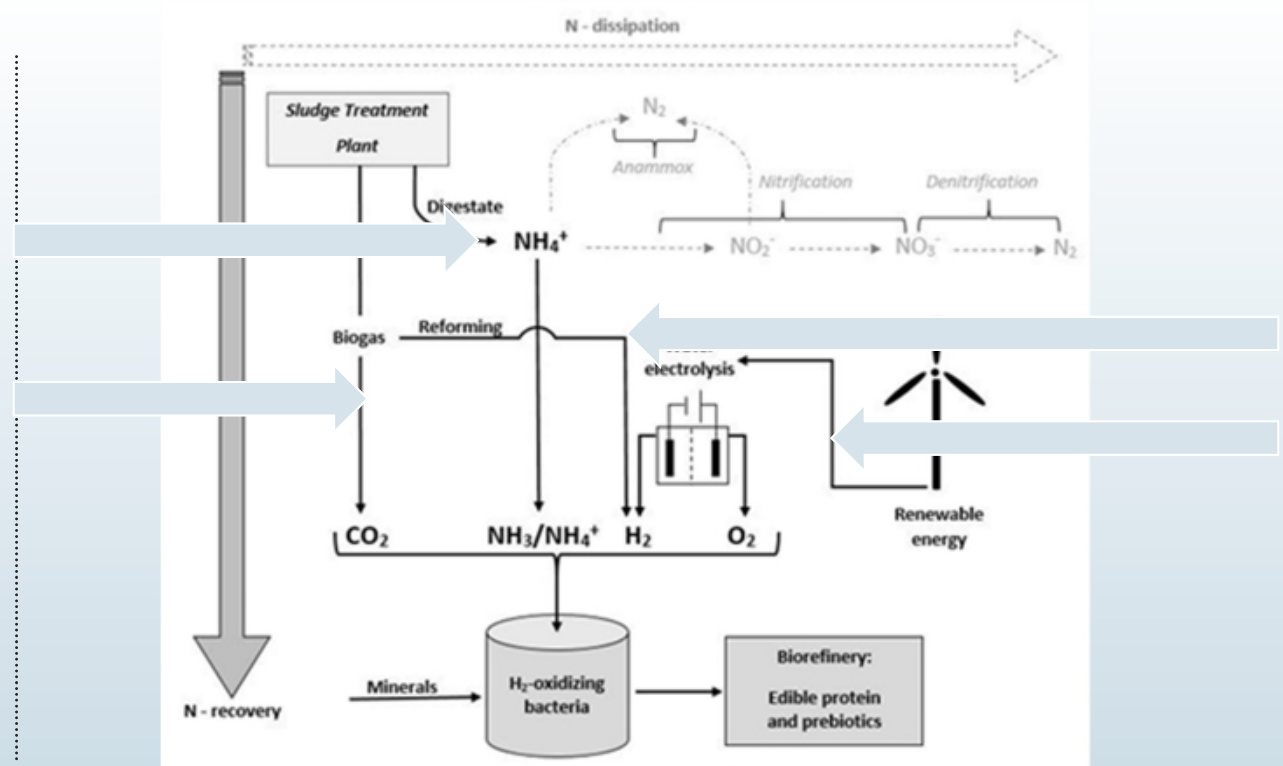 N - dissipation
Sludge Treatment
Plant
N₂
Anammox
Nitrification
Denitrification
Digestate
NH₄⁺
NO₂⁻
NO₃⁻
N₂
Biogas
Reforming
electrolysis
Renewable
energy
CO₂
NH₃/NH₄⁺
H₂
O₂
Minerals
H₂-oxidizing
bacteria
Biorefinery:
Edible protein
and prebiotics
N - recovery